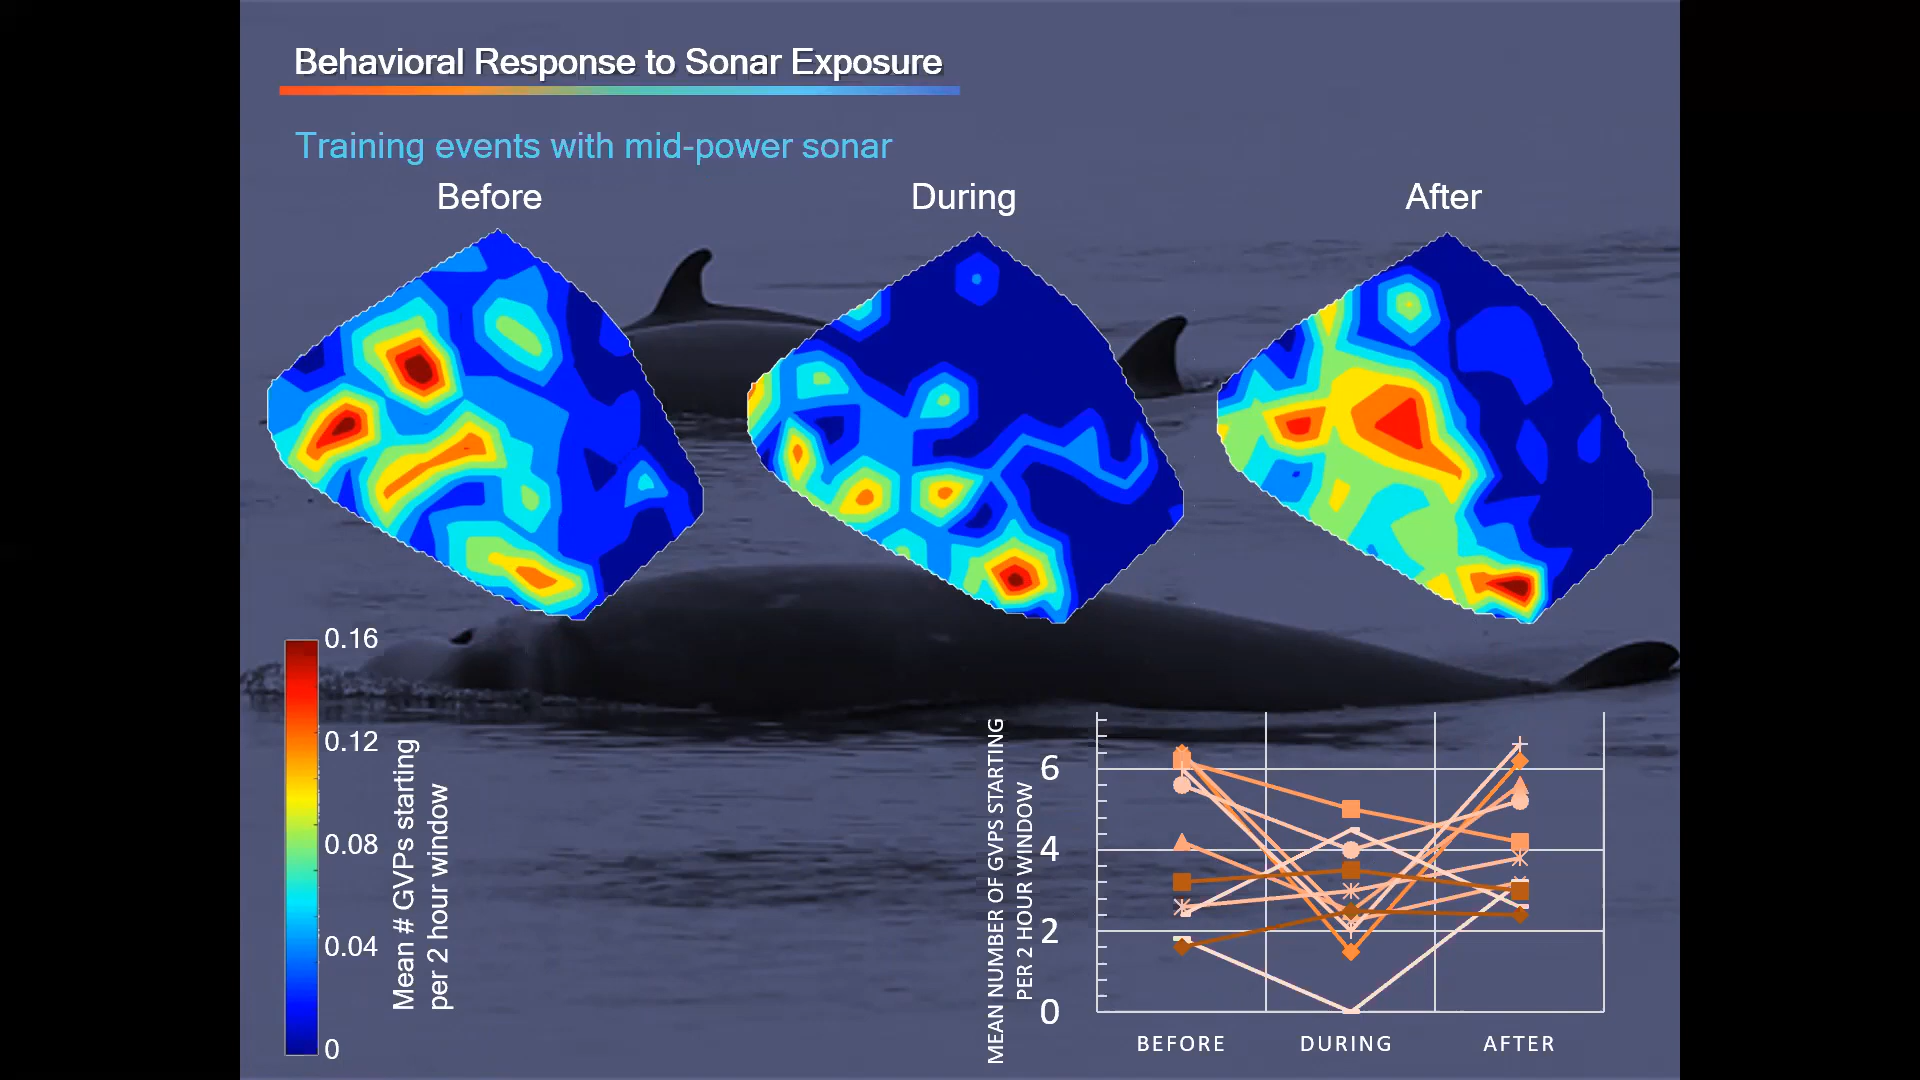 Behavioral Response to Sonar Exposure
Training events with mid-power sonar
Before
During
After
0.16
0.12
0.08
0.04
0
Mean # GVPs starting
per 2 hour window
MEAN NUMBER OF GVPS STARTING
PER 2 HOUR WINDOW
6
4
2
0
BEFORE
DURING
AFTER